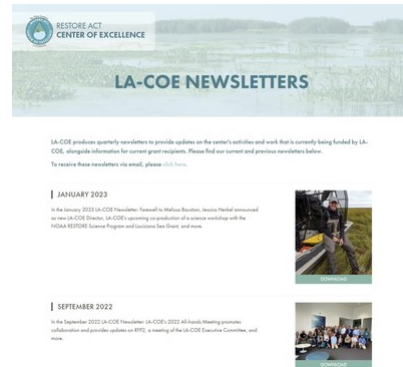 RESTORE ACT
CENTER OF EXCELLENCE
LA-COE NEWSLETTERS
LA-COE produces quarterly newsletters to provide updates on the center's activities and work that is currently being funded by LA-
COE, alongside information for current grant recipients. Please find our current and previous newsletters below.
To receive these newsletters via email, please click here.
JANUARY 2023
In the January 2023 LA-COE Newsletter: Farewell to Melissa Baustian, Jessica Henkel announced
as new LA-COE Director, LA-COE's upcoming co-production of a science workshop with the
NOAA RESTORE Science Program and Louisiana Sea Grant, and more.
DOWNLOAD
SEPTEMBER 2022
In the September 2022 LA-COE Newsletter: LA-COE's 2022 All-hands Meeting promotes
collaboration and provides updates on RFP2, a meeting of the LA-COE Executive Committee, and
more.
DOWNLOAD